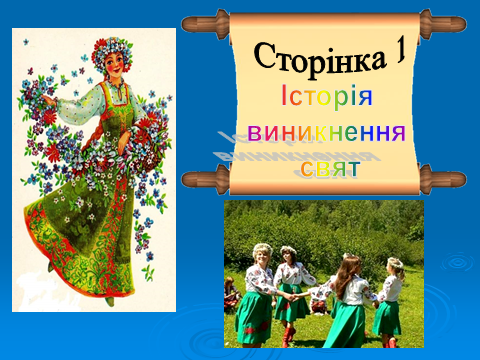 Сторінка 1
Історія
виникнення
свят